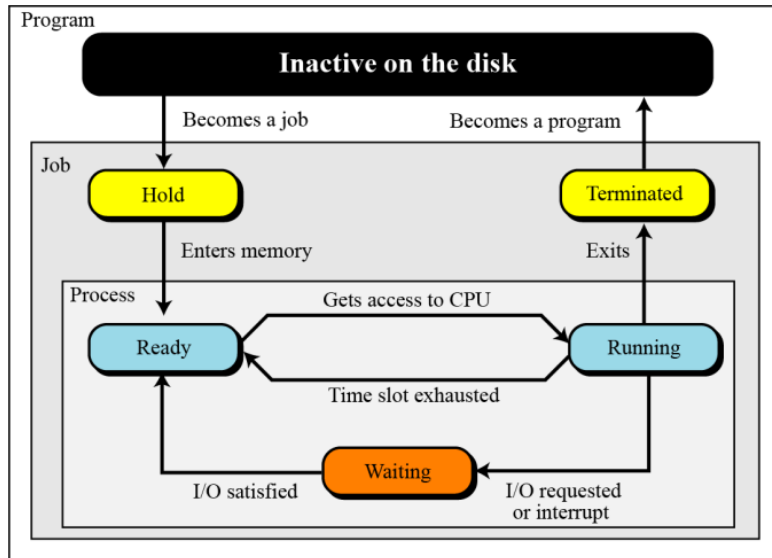 Program
Inactive on the disk
Becomes a job
Becomes a program
Job
Hold
Terminated
Enters memory
Exits
Process
Gets access to CPU
Ready
Running
Time slot exhausted
Waiting
I/O satisfied
I/O requested
or interrupt